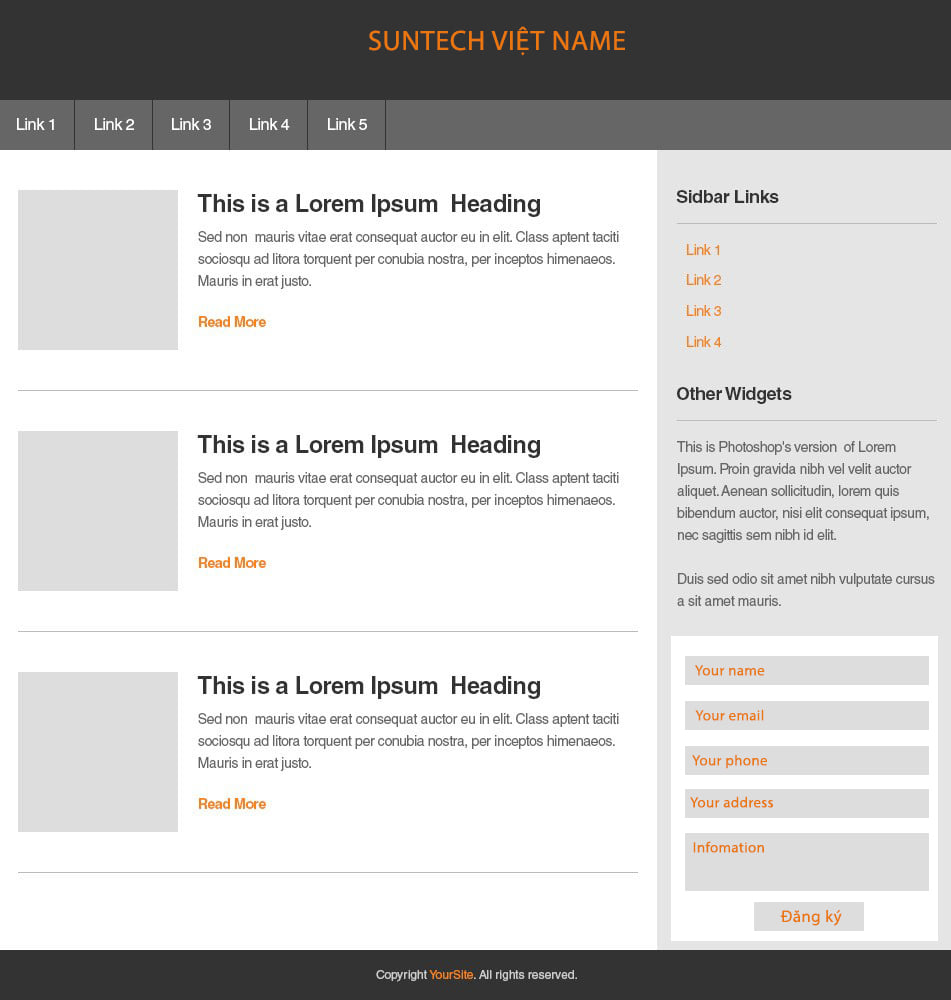 SUNTECH VIỆT NAME
Link 1
Link 2
Link 3
Link 4
Link 5
This is a Lorem Ipsum Heading
Sed non mauris vitae erat consequat auctor eu in elit. Class aptent taciti
sociosqu ad litora torquent per conubia nostra, per inceptos himenaeos.
Mauris in erat justo.
Read More
This is a Lorem Ipsum Heading
Sed non mauris vitae erat consequat auctor eu in elit. Class aptent taciti
sociosqu ad litora torquent per conubia nostra, per inceptos himenaeos.
Mauris in erat justo.
Read More
This is a Lorem Ipsum Heading
Sed non mauris vitae erat consequat auctor eu in elit. Class aptent taciti
sociosqu ad litora torquent per conubia nostra, per inceptos himenaeos.
Mauris in erat justo.
Read More
Sidbar Links
Link 1
Link 2
Link 3
Link 4
Other Widgets
This is Photoshop's version of Lorem
Ipsum. Proin gravida nibh vel velit auctor
aliquet. Aenean sollicitudin, lorem quis
bibendum auctor, nisi elit consequat ipsum,
nec sagittis sem nibh id elit.
Duis sed odio sit amet nibh vulputate cursus
a sit amet mauris.
Your name
Your email
Your phone
Your address
Infomation
Đăng ký
Copyright YourSite. All rights reserved.